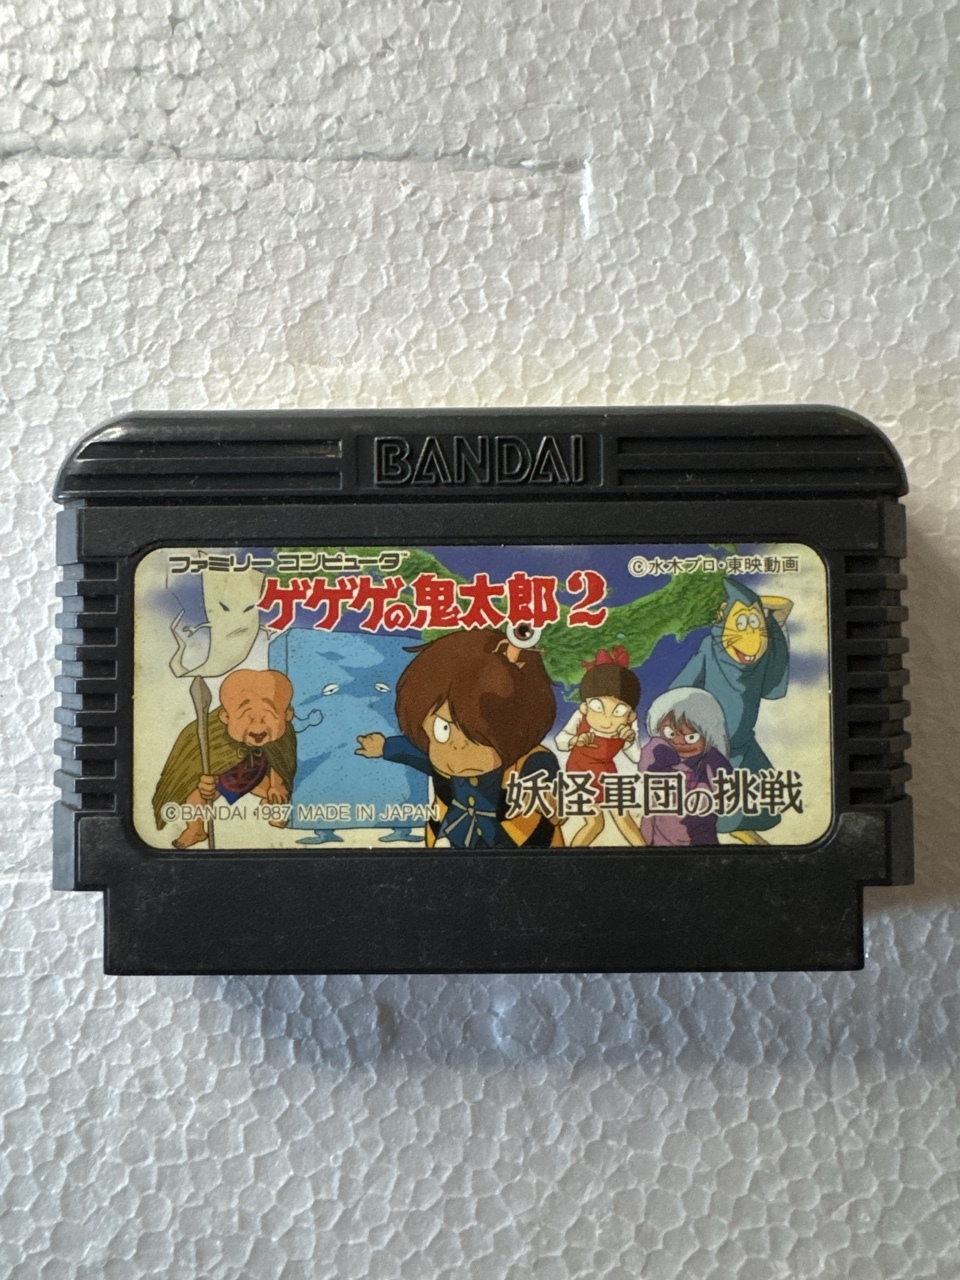 BANDAI
ファミリーコンピュータ
©水木プロ・東映動画
ゲゲゲの鬼太郎2
妖怪軍団の挑戦
©BANDAI 1987 MADE IN JAPAN